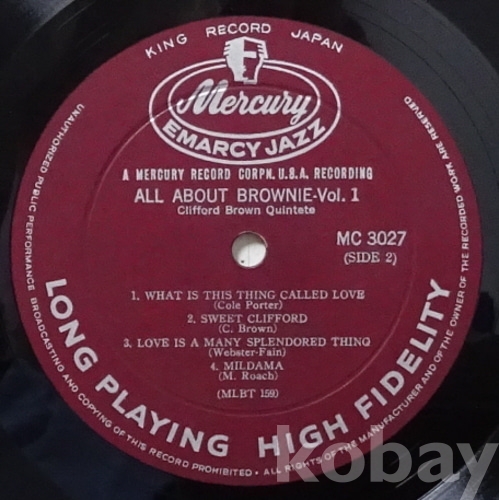 KING RECORD JAPAN
Mercury
EMARCY JAZZ
A MERCURY RECORD CORPN. U.S.A. RECORDING
ALL ABOUT BROWNIE-Vol. 1
Clifford Brown Quintete
MC 3027
(SIDE 2)
1. WHAT IS THIS THING CALLED LOVE
(Cole Porter)
2. SWEET CLIFFORD
(C. Brown)
3. LOVE IS A MANY SPLENDORED THING
(Webster-Fain)
4. MILDAMA
(M. Roach)
(MLBT 159)
LONG PLAYING HIGH FIDELITY
UNAUTHORIZED PUBLIC PERFORMANCE BROADCASTING AND COPYING OF THIS RECORD PROHIBITED • ALL RIGHTS OF THE MANUFACTURER AND OF THE OWNER OF THE RECORDED WORK ARE RESERVED
kobay